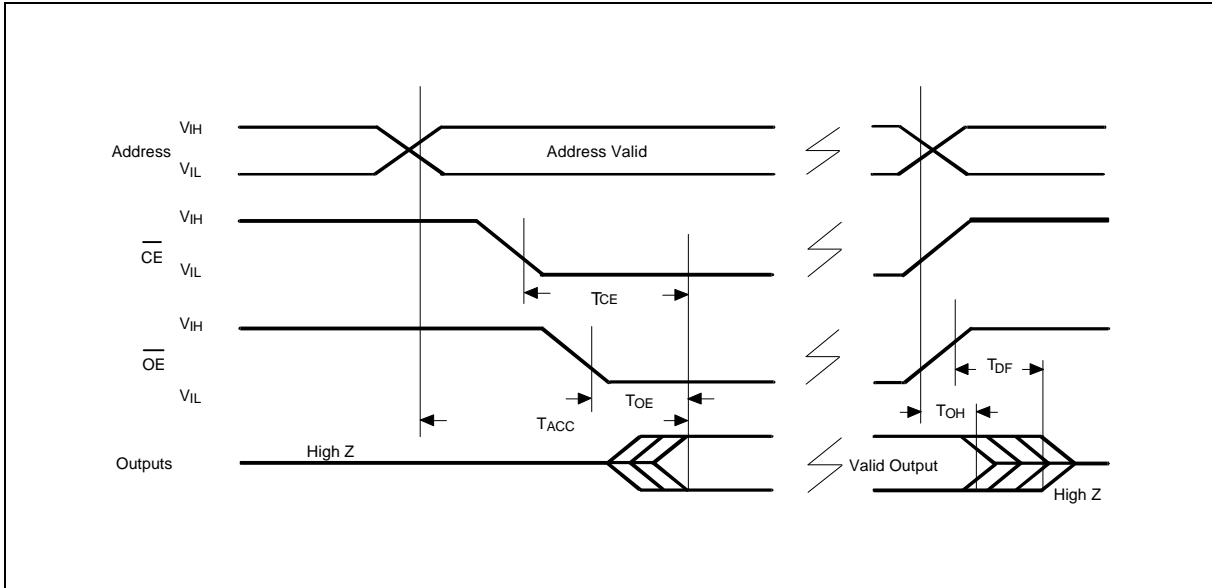 VIH
Address
Address Valid
VIL
VIH
CE
VIL
TCE
VIH
OE
TDF
VIL
TOE
TOH
TACC
High Z
Outputs
Valid Output
High Z